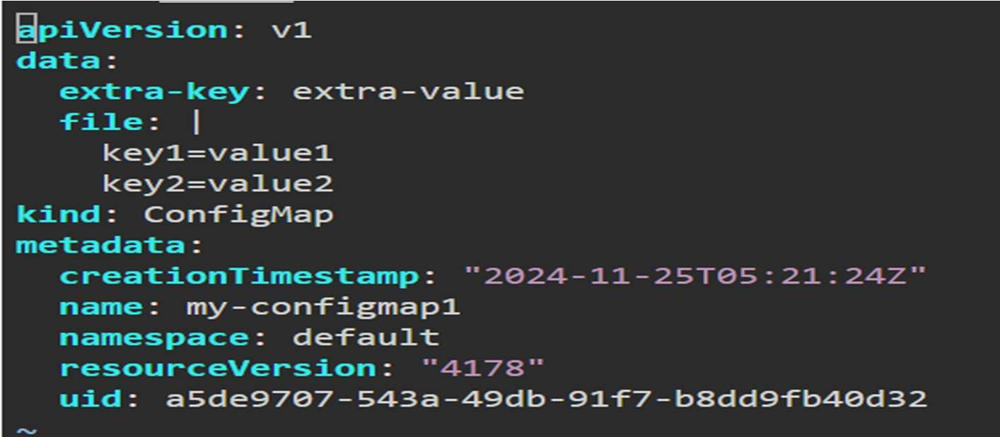 apiVersion: v1
data:
  extra-key: extra-value
  file: |
    key1=value1
    key2=value2
kind: ConfigMap
metadata:
  creationTimestamp: "2024-11-25T05:21:24Z"
  name: my-configmap1
  namespace: default
  resourceVersion: "4178"
  uid: a5de9707-543a-49db-91f7-b8dd9fb40d32
~